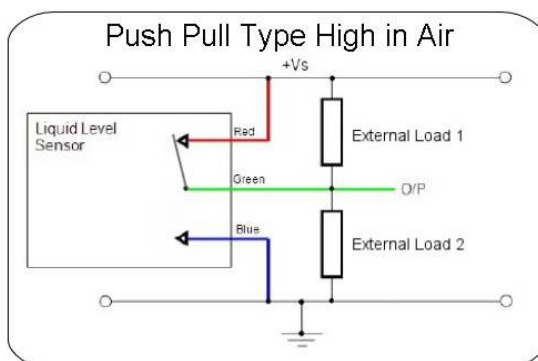 Push Pull Type High in Air
+Vs
Liquid Level
Sensor
Red
External Load 1
Green
O/P
Blue
External Load 2